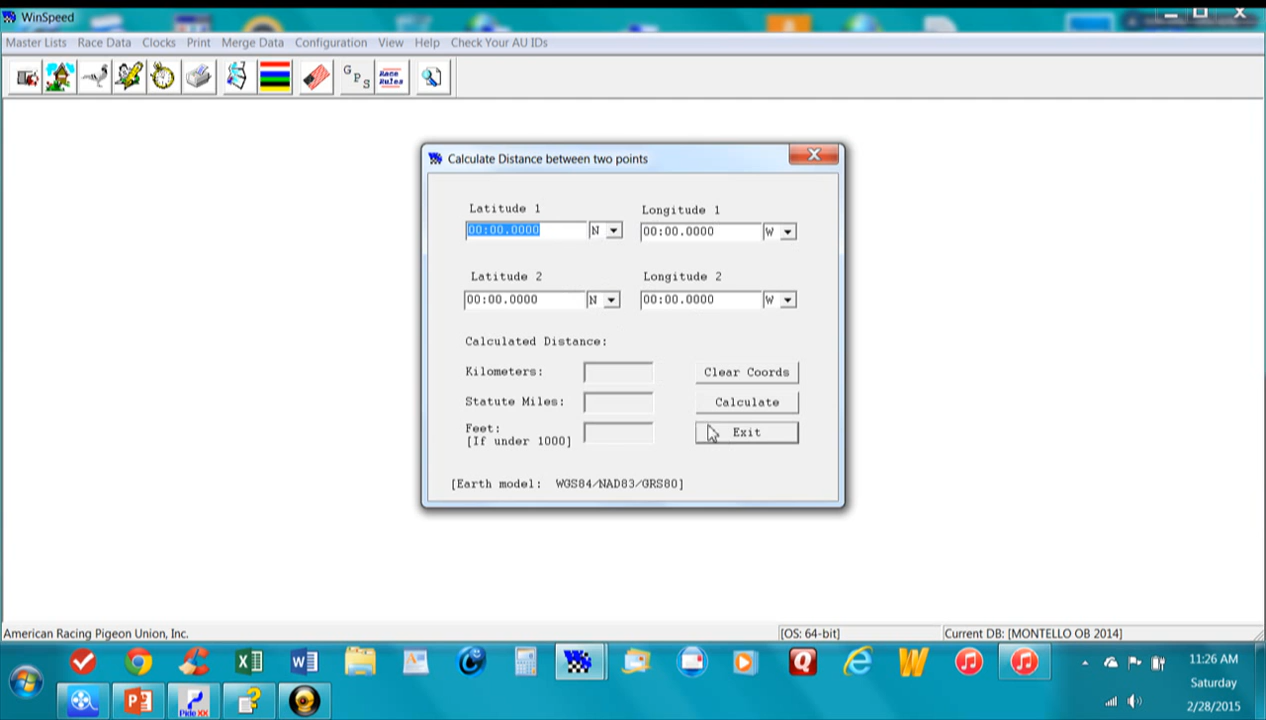 WinSpeed
Master Lists Race Data Clocks Print Merge Data Configuration View Help Check Your AU IDs
G P S Race Rules
Calculate Distance between two points
Latitude 1 Longitude 1
00:00.0000 N 00:00.0000 W
Latitude 2 Longitude 2
00:00.0000 N 00:00.0000 W
Calculated Distance:
Kilometers: Clear Coords
Statute Miles: Calculate
Feet: Exit
[If under 1000]
[Earth model: WGS84/NAD83/GRS80]
American Racing Pigeon Union, Inc. [OS: 64-bit] Current DB: [MONTELLO OB 2014]
11:26 AM
Saturday
2/28/2015